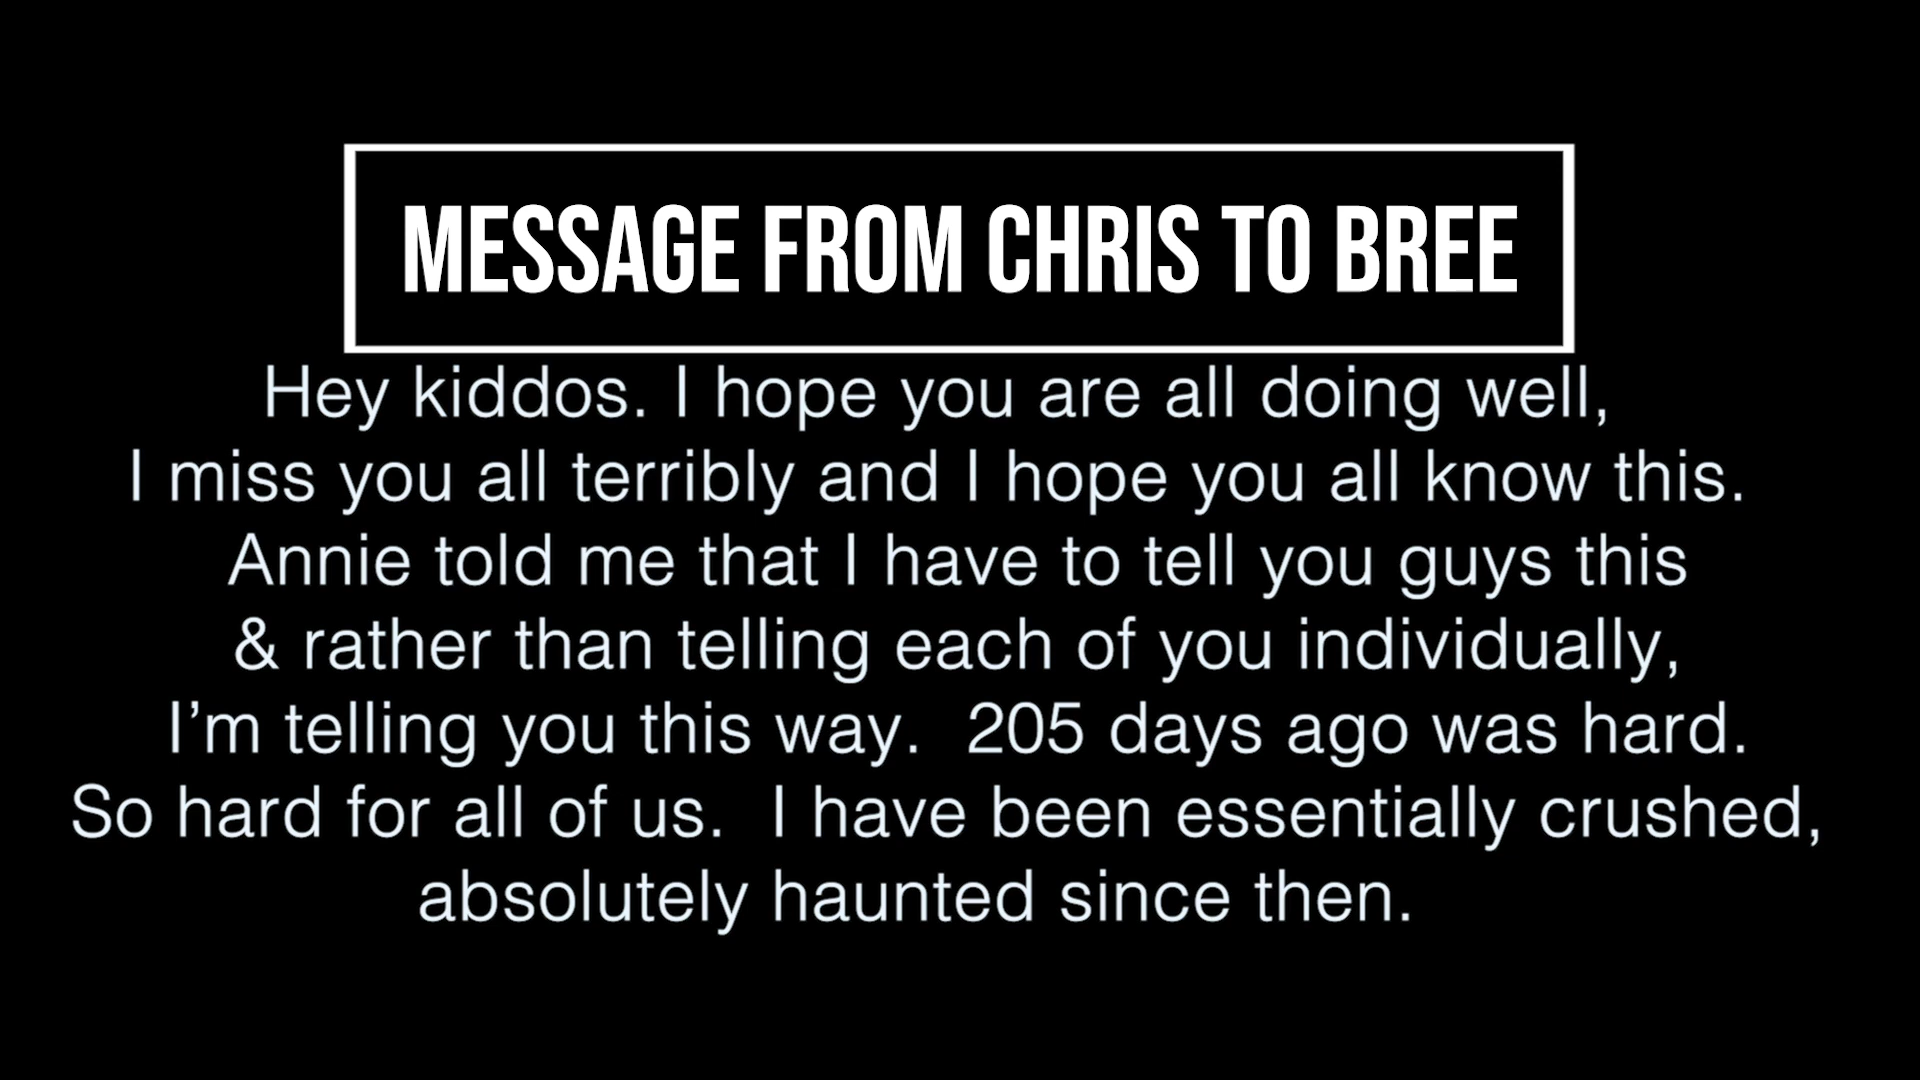 MESSAGE FROM CHRIS TO BREE
Hey kiddos. I hope you are all doing well,
I miss you all terribly and I hope you all know this.
Annie told me that I have to tell you guys this
& rather than telling each of you individually,
I’m telling you this way.  205 days ago was hard.
So hard for all of us.  I have been essentially crushed,
absolutely haunted since then.